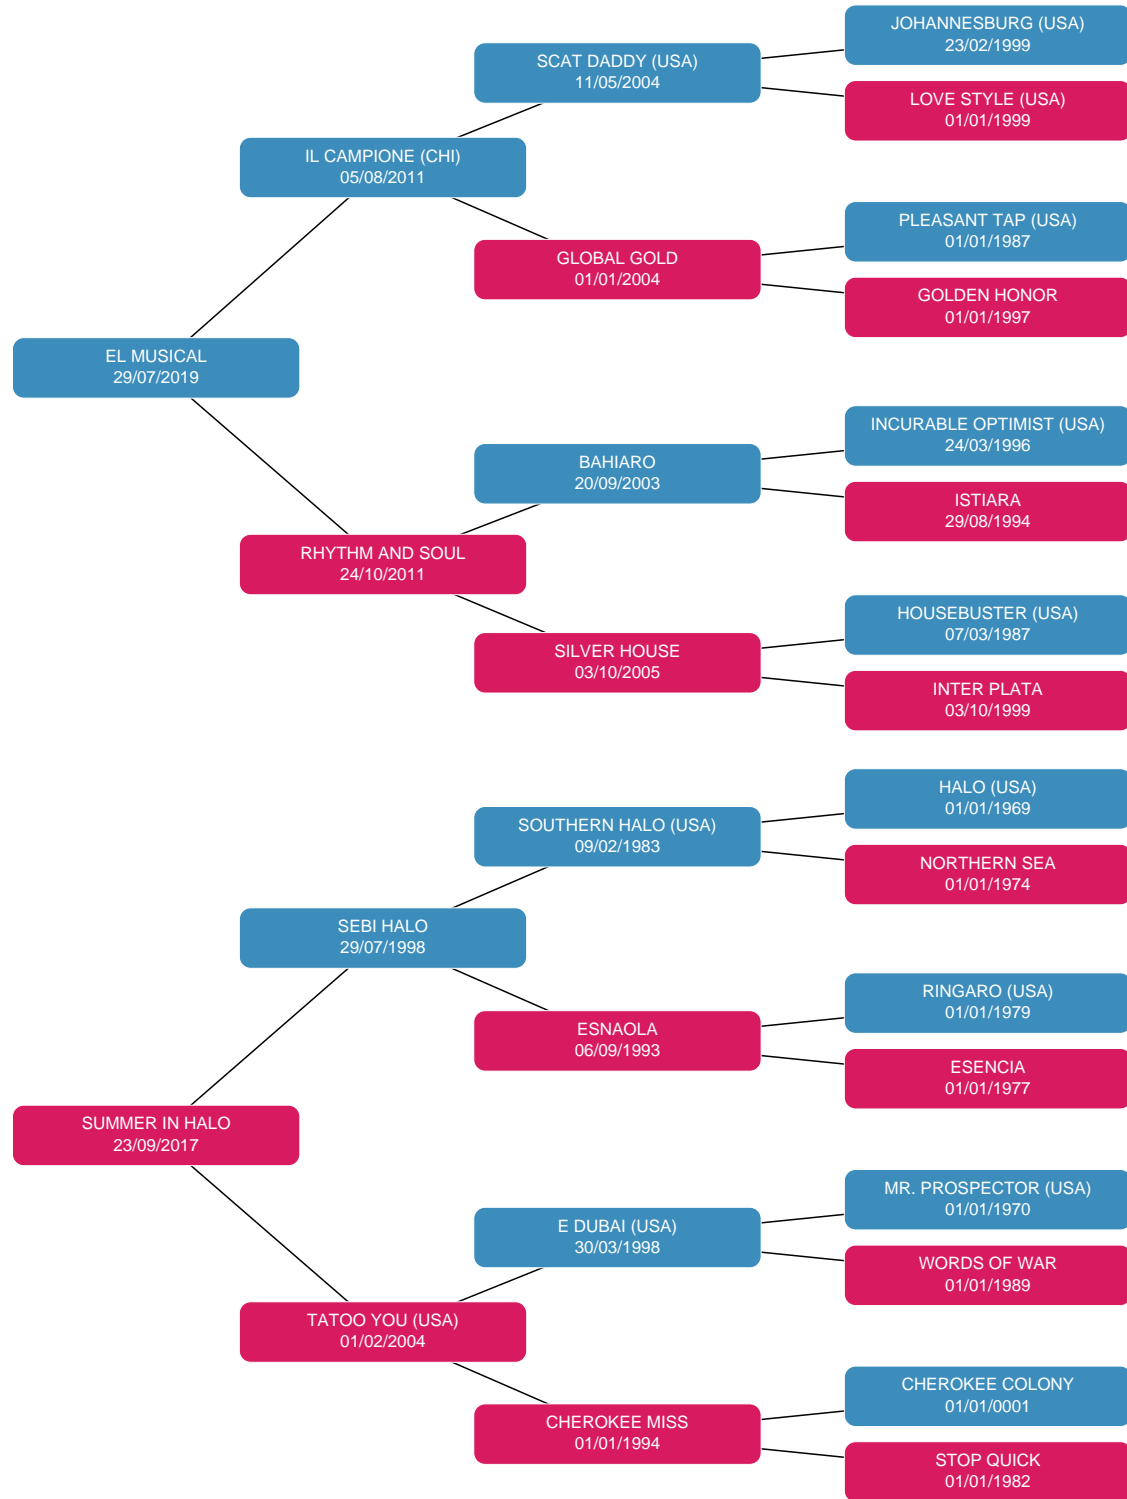 JOHANNESBURG (USA)
23/02/1999
SCAT DADDY (USA)
11/05/2004
LOVE STYLE (USA)
01/01/1999
IL CAMPIONE (CHI)
05/08/2011
PLEASANT TAP (USA)
01/01/1987
GLOBAL GOLD
01/01/2004
GOLDEN HONOR
01/01/1997
EL MUSICAL
29/07/2019
INCURABLE OPTIMIST (USA)
24/03/1996
BAHIARO
20/09/2003
ISTIARA
29/08/1994
RHYTHM AND SOUL
24/10/2011
HOUSEBUSTER (USA)
07/03/1987
SILVER HOUSE
03/10/2005
INTER PLATA
03/10/1999
HALO (USA)
01/01/1969
SOUTHERN HALO (USA)
09/02/1983
NORTHERN SEA
01/01/1974
SEBI HALO
29/07/1998
RINGARO (USA)
01/01/1979
ESNAOLA
06/09/1993
ESENCIA
01/01/1977
SUMMER IN HALO
23/09/2017
MR. PROSPECTOR (USA)
01/01/1970
E DUBAI (USA)
30/03/1998
WORDS OF WAR
01/01/1989
TATOO YOU (USA)
01/02/2004
CHEROKEE COLONY
01/01/0001
CHEROKEE MISS
01/01/1994
STOP QUICK
01/01/1982